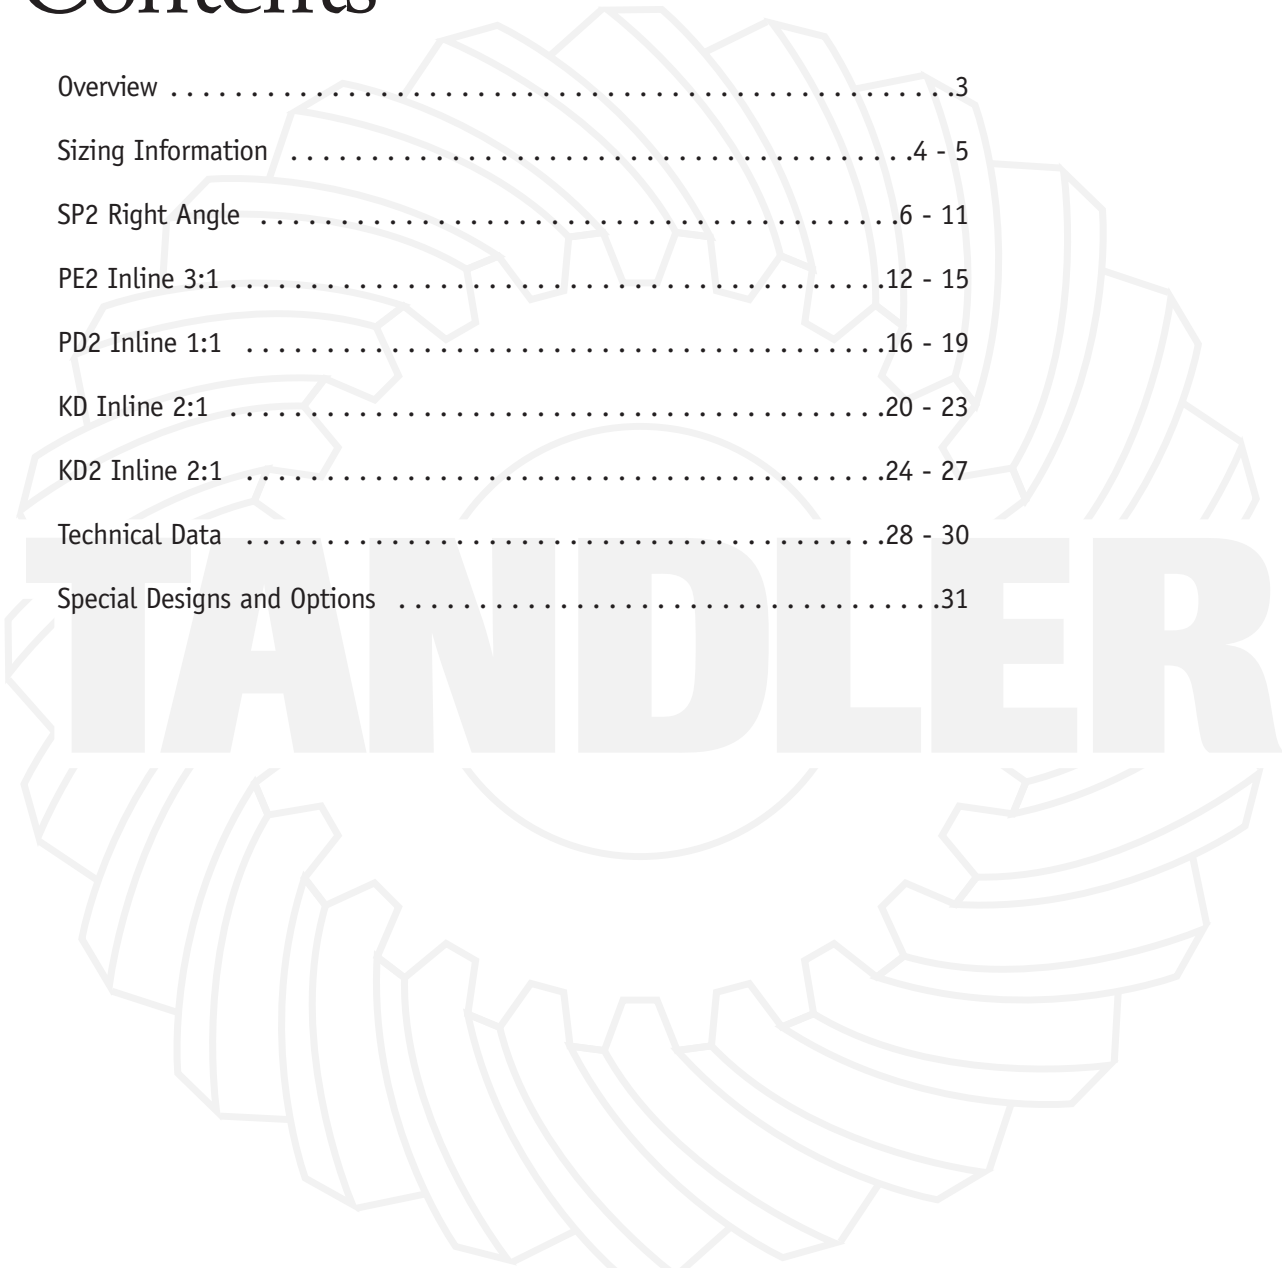 Contents
Overview . . . . . . . . . . . . . . . . . . . . . . . . . . . . . . . . . . . . . . . . . . . . . . . . .3
Sizing Information . . . . . . . . . . . . . . . . . . . . . . . . . . . . . . . . . . . . . . .4 - 5
SP2 Right Angle . . . . . . . . . . . . . . . . . . . . . . . . . . . . . . . . . . . . . . . .6 - 11
PE2 Inline 3:1 . . . . . . . . . . . . . . . . . . . . . . . . . . . . . . . . . . . . . . . . .12 - 15
PD2 Inline 1:1 . . . . . . . . . . . . . . . . . . . . . . . . . . . . . . . . . . . . . . . .16 - 19
KD Inline 2:1 . . . . . . . . . . . . . . . . . . . . . . . . . . . . . . . . . . . . . . . . .20 - 23
KD2 Inline 2:1 . . . . . . . . . . . . . . . . . . . . . . . . . . . . . . . . . . . . . . . .24 - 27
Technical Data . . . . . . . . . . . . . . . . . . . . . . . . . . . . . . . . . . . . . . . .28 - 30
Special Designs and Options . . . . . . . . . . . . . . . . . . . . . . . . . . . . . . . . . .31
TANDLER